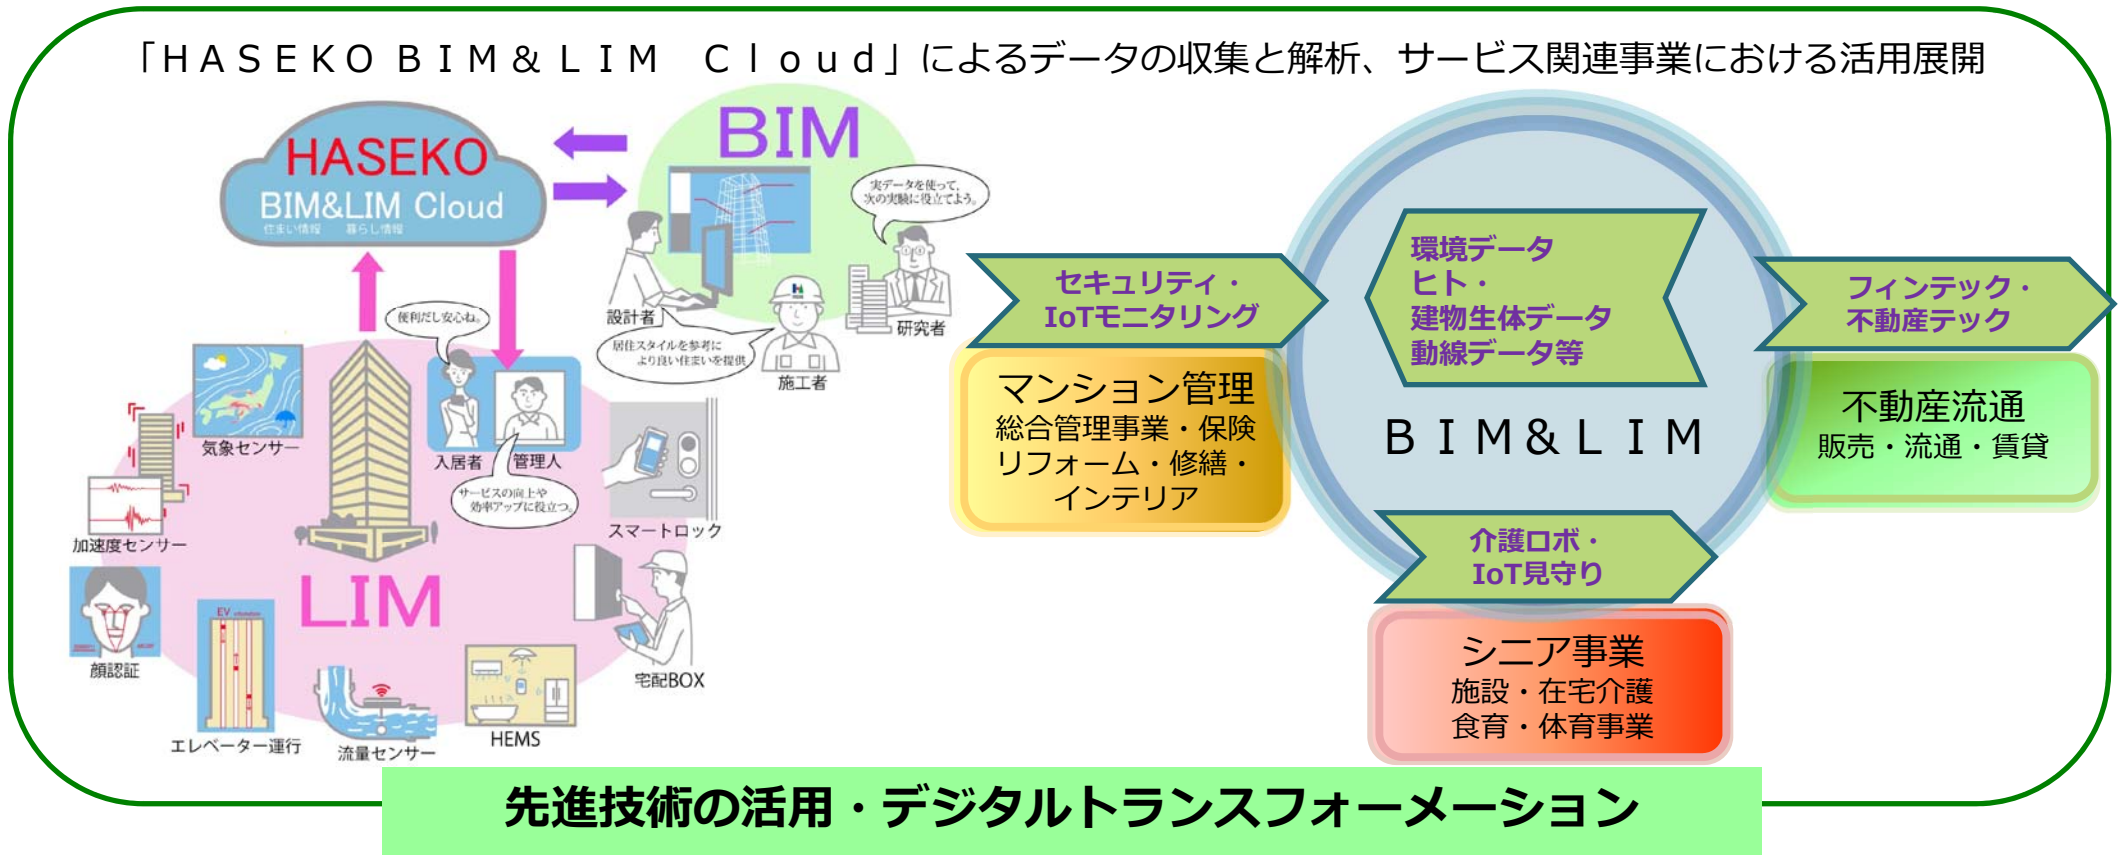 「ＨＡＳＥＫＯ ＢＩＭ＆ＬＩＭ　Ｃｌｏｕｄ」によるデータの収集と解析、サービス関連事業における活用展開
HASEKO
BIM&LIM Cloud
住まい情報　暮らし情報
BIM
実データを使って、
次の実験に役立てよう。
設計者
研究者
居住スタイルを参考に
より良い住まいを提供
施工者
便利だし安心ね。
気象センサー
入居者
管理人
サービスの向上や
効率アップに役立つ。
スマートロック
加速度センサー
LIM
顔認証
EV
エレベーター運行
流量センサー
HEMS
宅配BOX
セキュリティ・
IoTモニタリング
マンション管理
総合管理事業・保険
リフォーム・修繕・
インテリア
環境データ
ヒト・
建物生体データ
動線データ等
ＢＩＭ＆ＬＩＭ
フィンテック・
不動産テック
不動産流通
販売・流通・賃貸
介護ロボ・
IoT見守り
シニア事業
施設・在宅介護
食育・体育事業
先進技術の活用・デジタルトランスフォーメーション